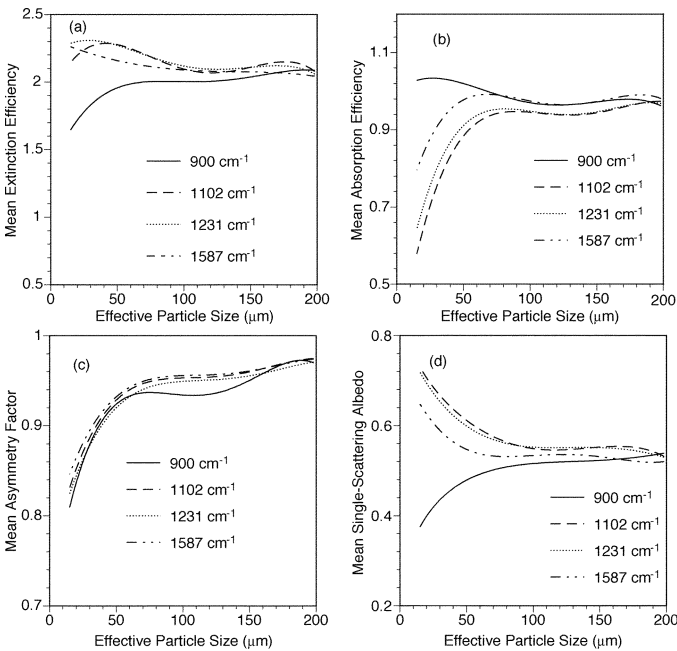 (a)
Mean Extinction Efficiency
2.5
2
1.5
1
0.5
900 cm-1
1102 cm-1
1231 cm-1
1587 cm-1
0 50 100 150 200
Effective Particle Size (μm)
(b)
Mean Absorption Efficiency
1.1
0.9
0.7
0.5
900 cm-1
1102 cm-1
1231 cm-1
1587 cm-1
0 50 100 150 200
Effective Particle Size (μm)
(c)
Mean Asymmetry Factor
1
0.9
0.8
0.7
900 cm-1
1102 cm-1
1231 cm-1
1587 cm-1
0 50 100 150 200
Effective Particle Size (μm)
(d)
Mean Single-Scattering Albedo
0.8
0.6
0.4
0.2
900 cm-1
1102 cm-1
1231 cm-1
1587 cm-1
0 50 100 150 200
Effective Particle Size (μm)